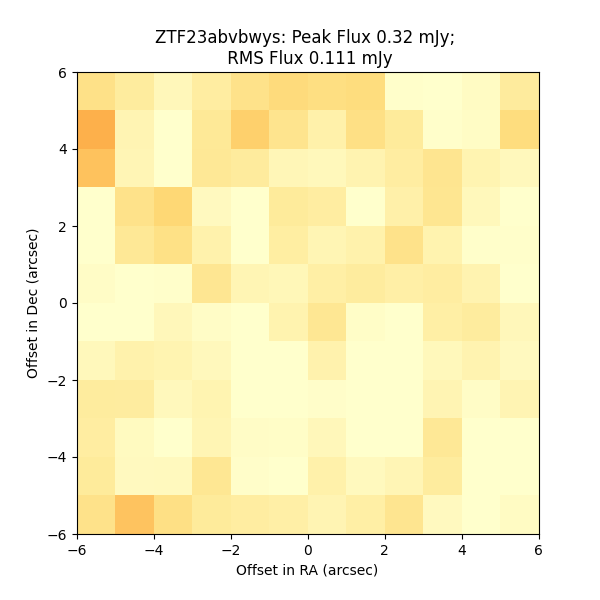 ZTF23abvbwys: Peak Flux 0.32 mJy;
RMS Flux 0.111 mJy
6
4
2
0
−2
−4
−6
Offset in Dec (arcsec)
−6 −4 −2 0 2 4 6
Offset in RA (arcsec)